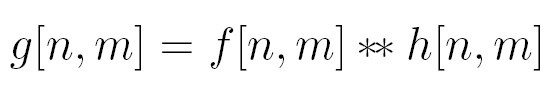 g[n, m] = f[n, m] ** h[n, m]